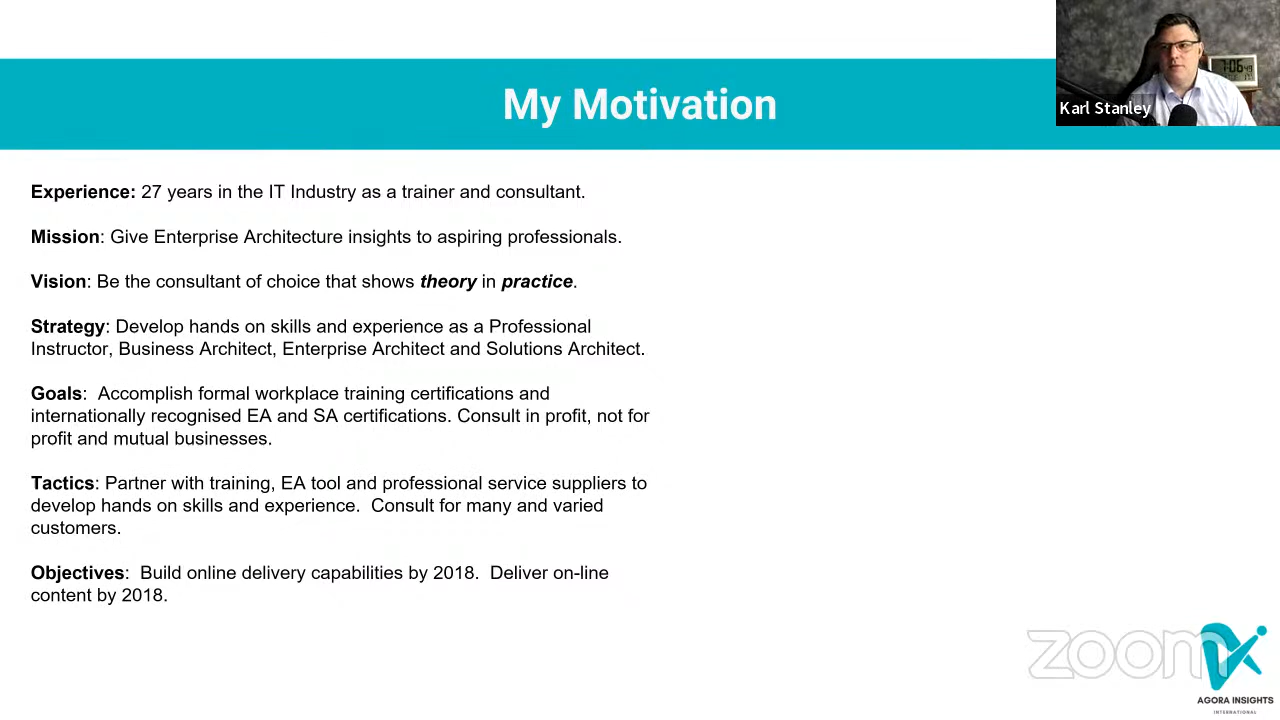 My Motivation
7:06
Karl Stanley
Experience: 27 years in the IT Industry as a trainer and consultant.
Mission: Give Enterprise Architecture insights to aspiring professionals.
Vision: Be the consultant of choice that shows theory in practice.
Strategy: Develop hands on skills and experience as a Professional
Instructor, Business Architect, Enterprise Architect and Solutions Architect.
Goals:  Accomplish formal workplace training certifications and
internationally recognised EA and SA certifications. Consult in profit, not for
profit and mutual businesses.
Tactics: Partner with training, EA tool and professional service suppliers to
develop hands on skills and experience.  Consult for many and varied
customers.
Objectives:  Build online delivery capabilities by 2018.  Deliver on-line
content by 2018.
zoom
AGORA INSIGHTS
INTERNATIONAL